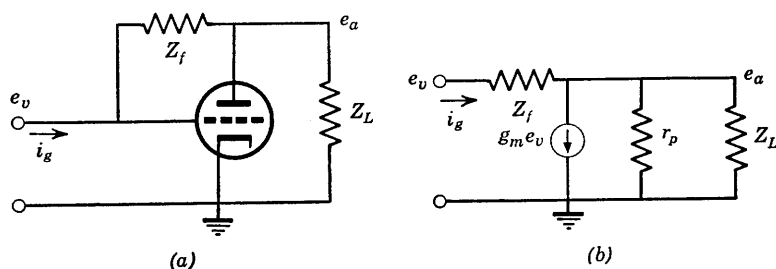 e_a
Z_f
e_v
i_g
Z_L
(a)
e_v
e_a
Z_f
i_g
g_m e_v
r_p
Z_L
(b)